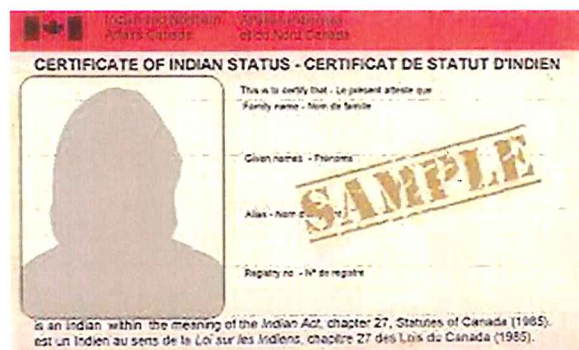 Indian and Northern Affairs Canada
Affaires indiennes et du Nord Canada
CERTIFICATE OF INDIAN STATUS - CERTIFICAT DE STATUT D'INDIEN
This is to certify that - Le présent atteste que
Family name - Nom de famille
Given names - Prénoms
Alias - Nom
Registry no - Nº de registre
SAMPLE
is an Indian within the meaning of the Indian Act, chapter 27, Statutes of Canada (1985).
est un Indien au sens de la Loi sur les Indiens, chapitre 27 des Lois du Canada (1985).